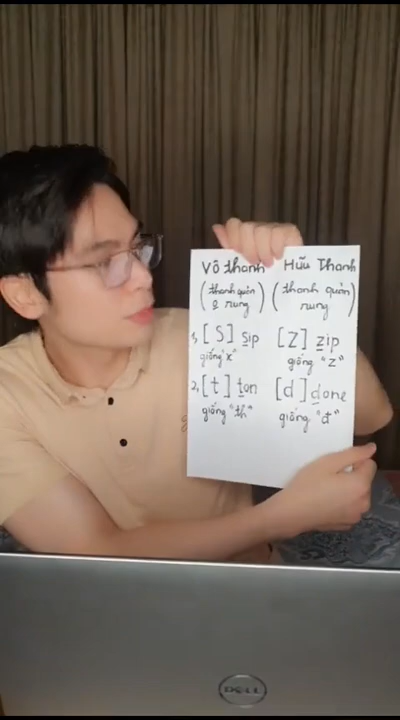 Vô thanh Hữu Thanh
(thanh quản (thanh quản)
rung) rung)
1, [S] sip [Z] zip
giống "x" giống "z"
2, [t] ton [d] done
giống "th" giống "đ"
DELL